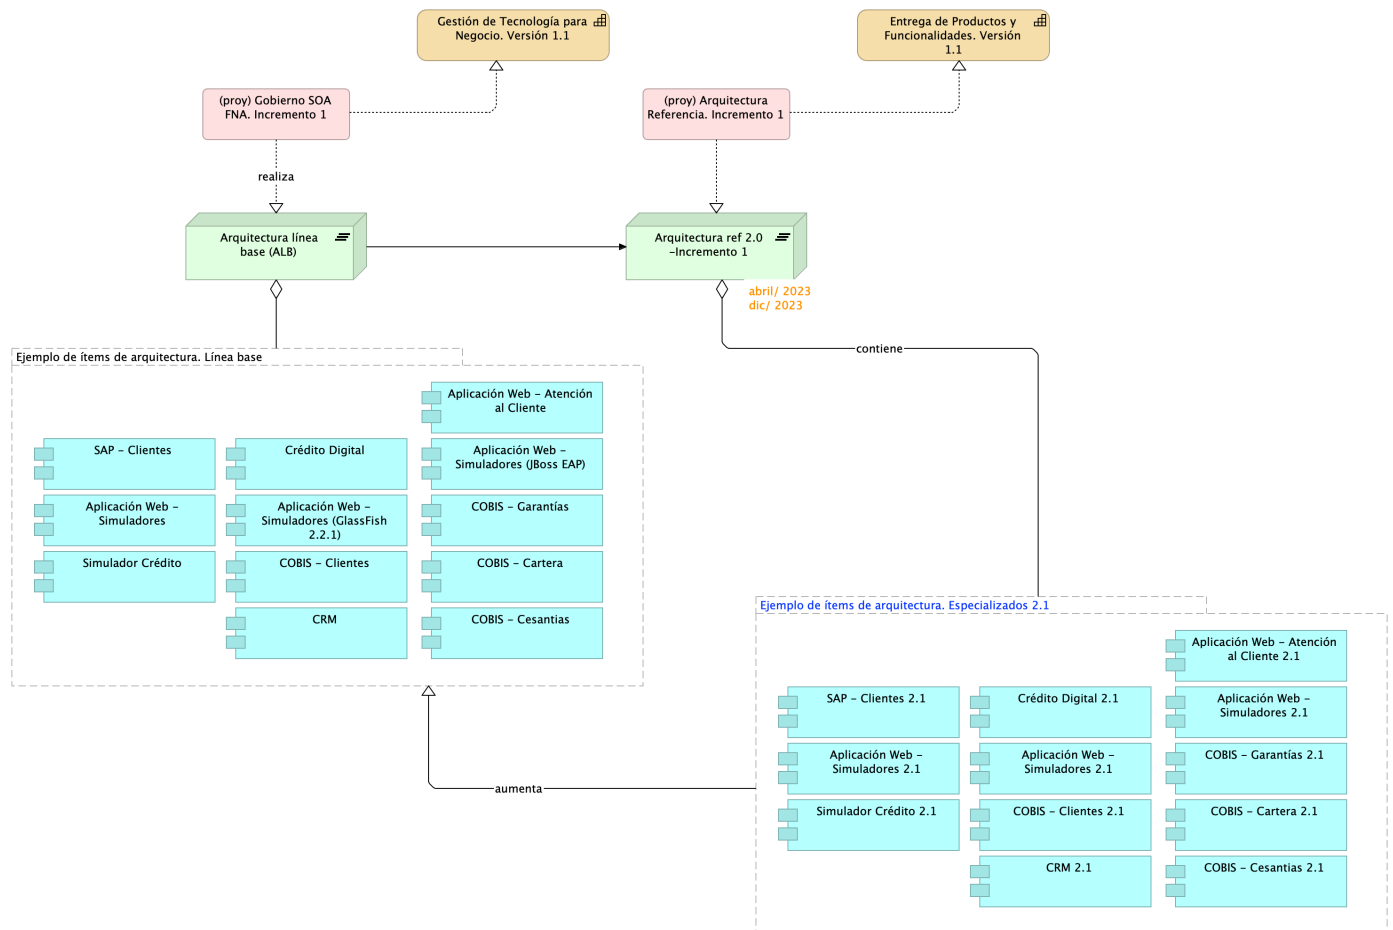 Gestión de Tecnología para
Negocio. Versión 1.1
Entrega de Productos y
Funcionalidades. Versión
1.1
(proy) Gobierno SOA
FNA. Incremento 1
(proy) Arquitectura
Referencia. Incremento 1
realiza
Arquitectura línea
base (ALB)
Arquitectura ref 2.0
-Incremento 1
abril/ 2023
dic/ 2023
contiene
Ejemplo de ítems de arquitectura. Línea base
Aplicación Web - Atención
al Cliente
SAP - Clientes
Crédito Digital
Aplicación Web -
Simuladores (JBoss EAP)
Aplicación Web -
Simuladores
Aplicación Web -
Simuladores (GlassFish
2.2.1)
COBIS - Garantías
Simulador Crédito
COBIS - Clientes
COBIS - Cartera
CRM
COBIS - Cesantias
aumenta
Ejemplo de ítems de arquitectura. Especializados 2.1
Aplicación Web - Atención
al Cliente 2.1
SAP - Clientes 2.1
Crédito Digital 2.1
Aplicación Web -
Simuladores 2.1
Aplicación Web -
Simuladores 2.1
Aplicación Web -
Simuladores 2.1
COBIS - Garantías 2.1
Simulador Crédito 2.1
COBIS - Clientes 2.1
COBIS - Cartera 2.1
CRM 2.1
COBIS - Cesantias 2.1